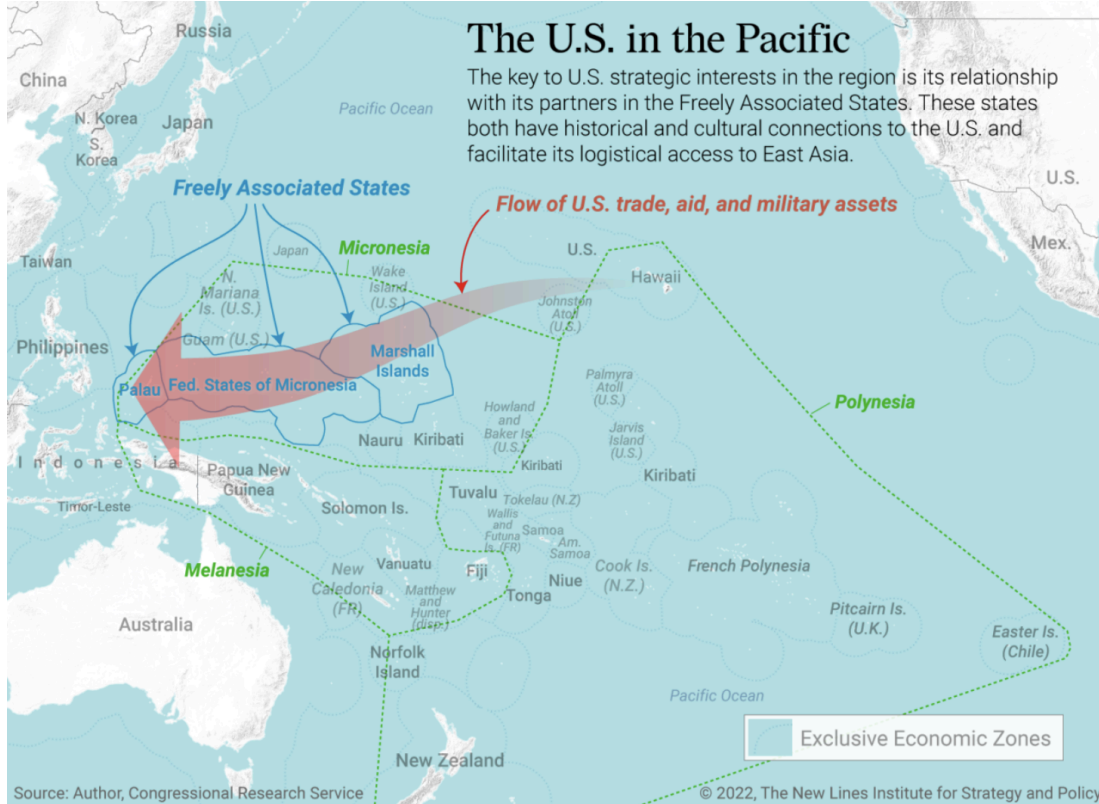 The U.S. in the Pacific
The key to U.S. strategic interests in the region is its relationship
with its partners in the Freely Associated States. These states
both have historical and cultural connections to the U.S. and
facilitate its logistical access to East Asia.
Russia
China
N. Korea
S.
Korea
Japan
Pacific Ocean
U.S.
Mex.
Freely Associated States
Flow of U.S. trade, aid, and military assets
Taiwan
Japan
Micronesia
U.S.
Hawaii
N.
Mariana
Is. (U.S.)
Wake
Island
(U.S.)
Johnston
Atoll
(U.S.)
Guam (U.S.)
Philippines
Marshall
Islands
Palau
Fed. States of Micronesia
Palmyra
Atoll
(U.S.)
Polynesia
Howland
and
Baker Is.
(U.S.)
Jarvis
Island
(U.S.)
Nauru
Kiribati
Kiribati
Kiribati
Indonesia
Papua New
Guinea
Timor-Leste
Solomon Is.
Tuvalu
Tokelau (N.Z)
Wallis
and
Futuna
Is. (FR)
Samoa
Am.
Samoa
Melanesia
New
Caledonia
(FR)
Vanuatu
Fiji
Matthew
and
Hunter
(disp.)
Tonga
Niue
Cook Is.
(N.Z.)
French Polynesia
Pitcairn Is.
(U.K.)
Easter Is.
(Chile)
Australia
Norfolk
Island
Pacific Ocean
New Zealand
Exclusive Economic Zones
Source: Author, Congressional Research Service
© 2022, The New Lines Institute for Strategy and Policy